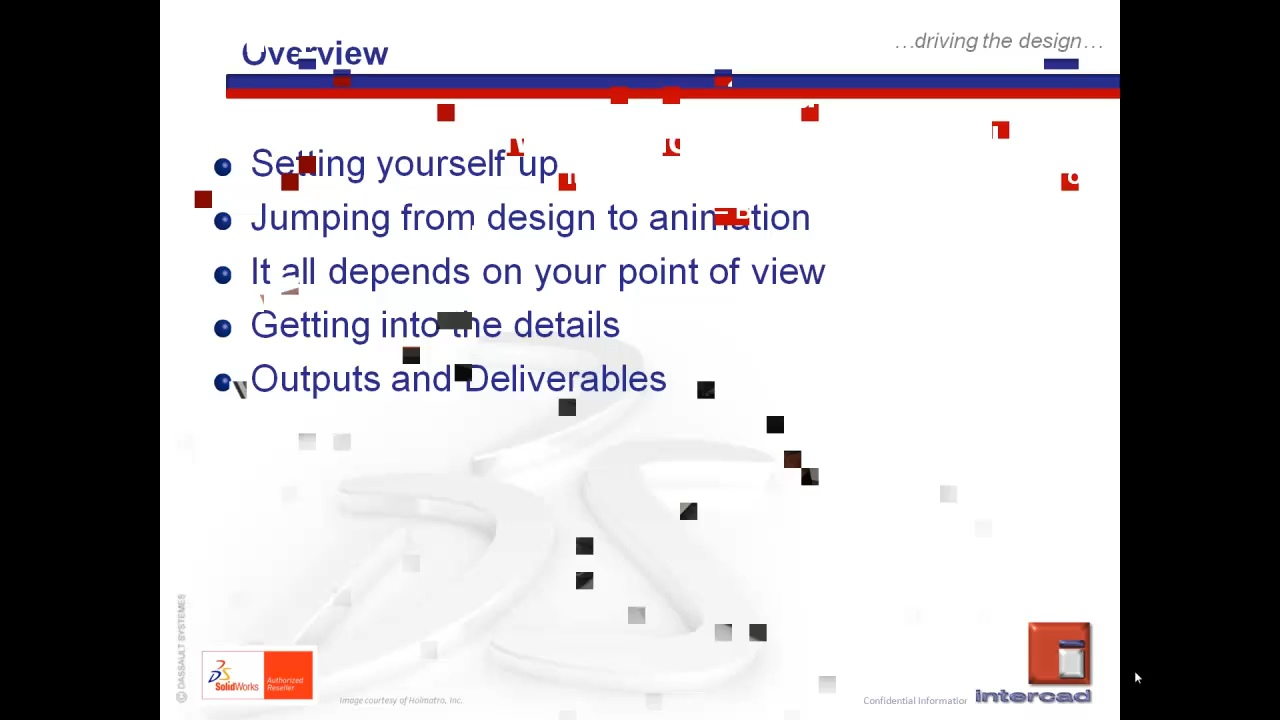 Overview
...driving the design...
Setting yourself up
Jumping from design to animation
It all depends on your point of view
Getting into the details
Outputs and Deliverables
© DASSAULT SYSTEMES
SolidWorks
Authorized
Reseller
Image courtesy of Holmatro, Inc.
Confidential Information
intercad